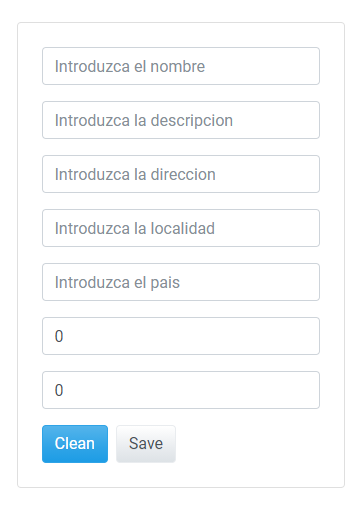 Introduzca el nombre
Introduzca la descripcion
Introduzca la direccion
Introduzca la localidad
Introduzca el pais
0
0
Clean Save